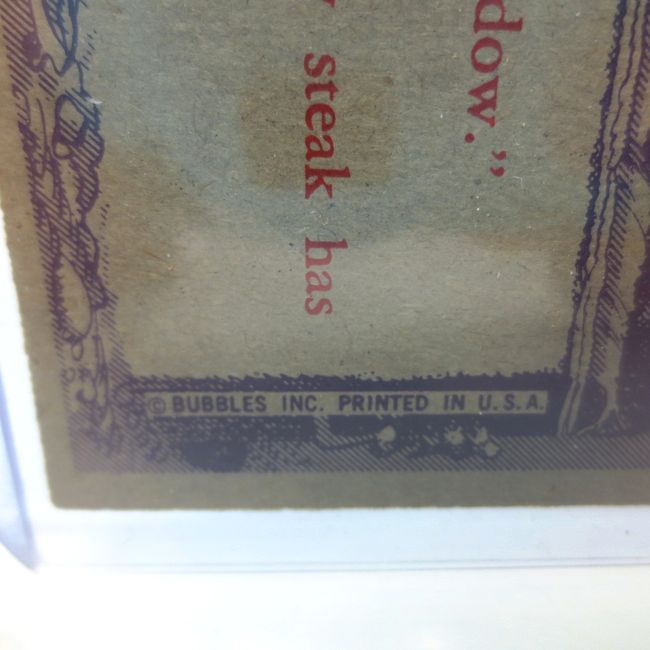 dow."
steak has
© BUBBLES INC. PRINTED IN U.S.A.